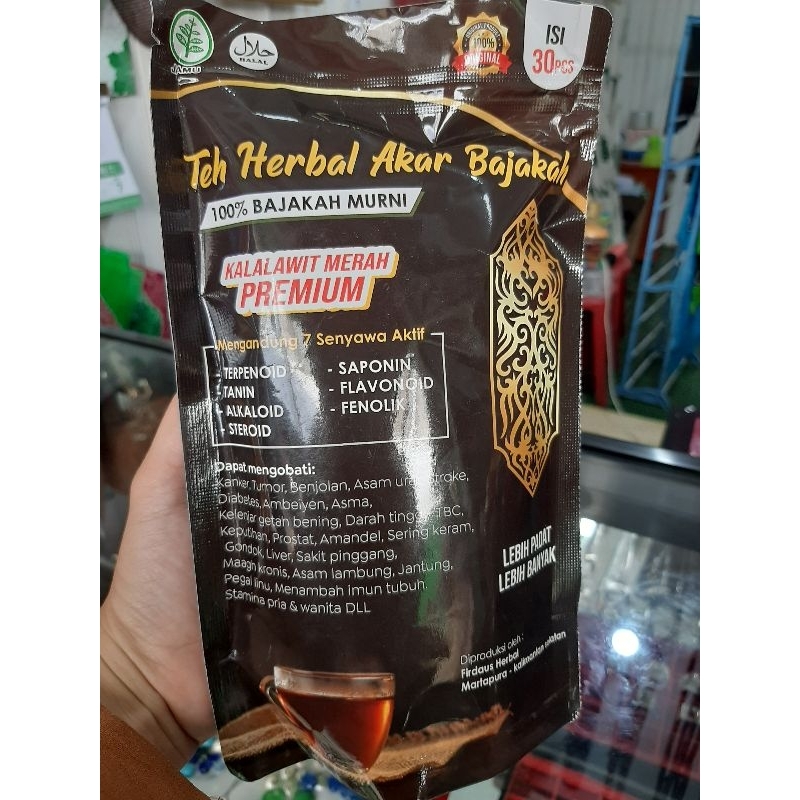 JAMU
حلال
HALAL
100%
ORIGINAL
ISI
30PCS
Teh Herbal Akar Bajakah
100% BAJAKAH MURNI
KALALAWIT MERAH
PREMIUM
Mengandung 7 Senyawa Aktif
- TERPENOID
- TANIN
- ALKALOID
- STEROID
- SAPONIN
- FLAVONOID
- FENOLIK
Dapat mengobati:
Kanker, Tumor, Benjolan, Asam urat, Stroke,
Diabetes, Ambeiyen, Asma,
Kelenjar getah bening, Darah tinggi, TBC,
Keputihan, Prostat, Amandel, Sering keram,
Gondok, Liver, Sakit pinggang,
Maagh kronis, Asam lambung, Jantung,
Pegal linu, Menambah imun tubuh.
Stamina pria & wanita DLL
LEBIH PADAT
LEBIH BANYAK
Diproduksi oleh :
Firdaus Herbal
Martapura - kalimantan selatan